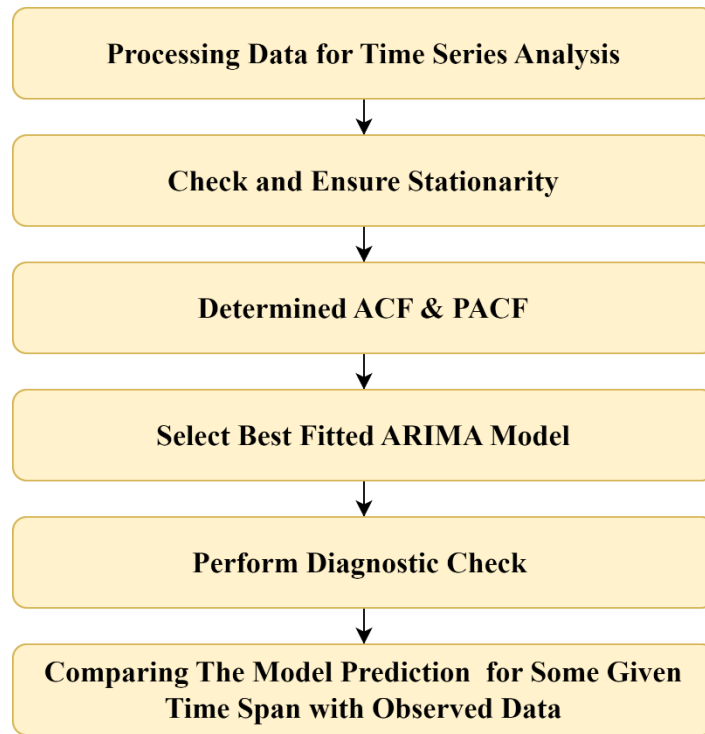 Processing Data for Time Series Analysis
Check and Ensure Stationarity
Determined ACF & PACF
Select Best Fitted ARIMA Model
Perform Diagnostic Check
Comparing The Model Prediction for Some Given
Time Span with Observed Data